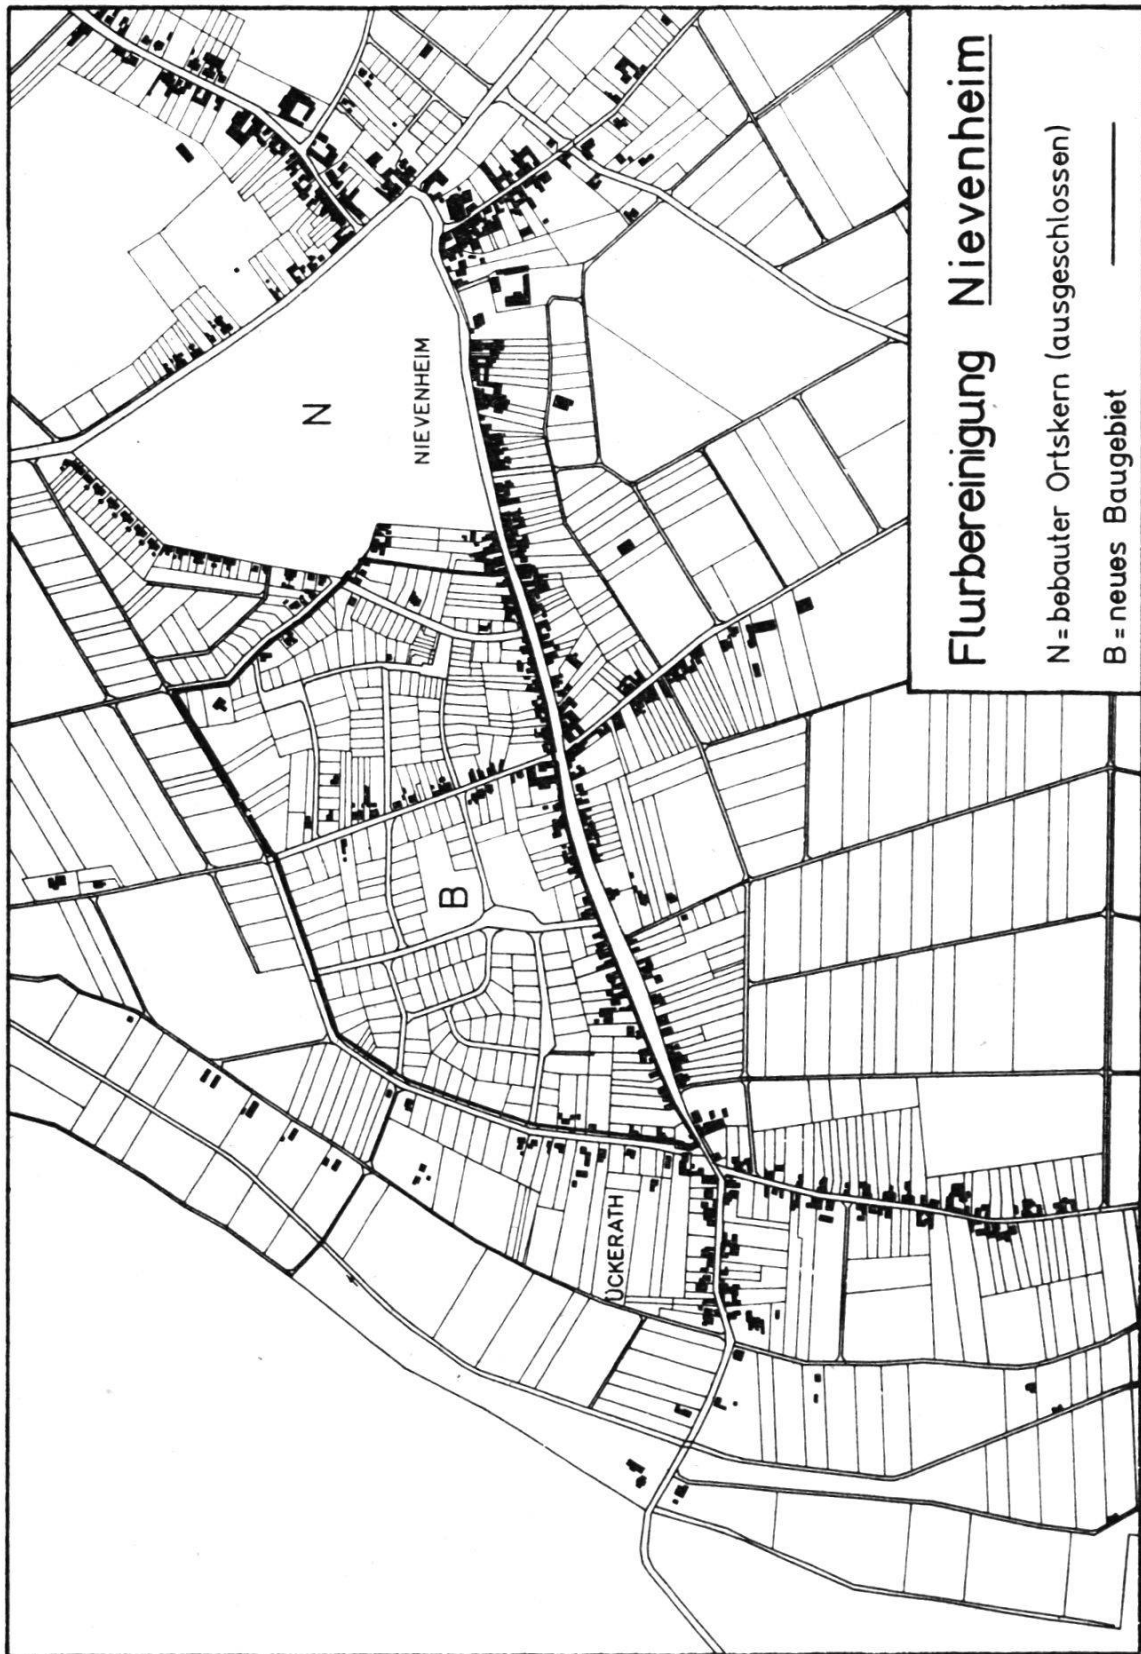 N
NIEVENHEIM
B
ÜCKERATH
Flurbereinigung Nievenheim
N = bebauter Ortskern (ausgeschlossen)
B = neues Baugebiet